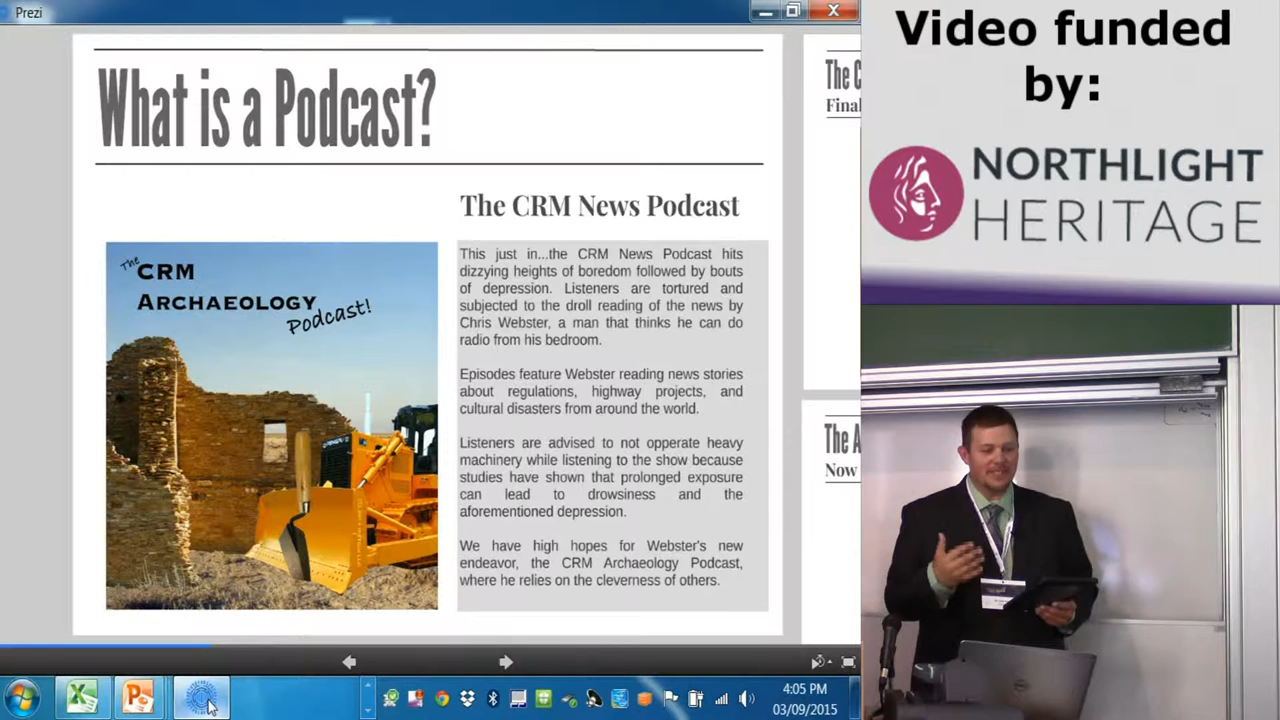 Prezi
What is a Podcast?
The CRM News Podcast
The
CRM
ARCHAEOLOGY
Podcast!
This just in...the CRM News Podcast hits
dizzying heights of boredom followed by bouts
of depression. Listeners are tortured and
subjected to the droll reading of the news by
Chris Webster, a man that thinks he can do
radio from his bedroom.
Episodes feature Webster reading news stories
about regulations, highway projects, and
cultural disasters from around the world.
Listeners are advised to not opperate heavy
machinery while listening to the show because
studies have shown that prolonged exposure
can lead to drowsiness and the
aforementioned depression.
We have high hopes for Webster's new
endeavor, the CRM Archaeology Podcast,
where he relies on the cleverness of others.
The C
Final
The A
Now
4:05 PM
03/09/2015
Video funded
by:
NORTHLIGHT
HERITAGE